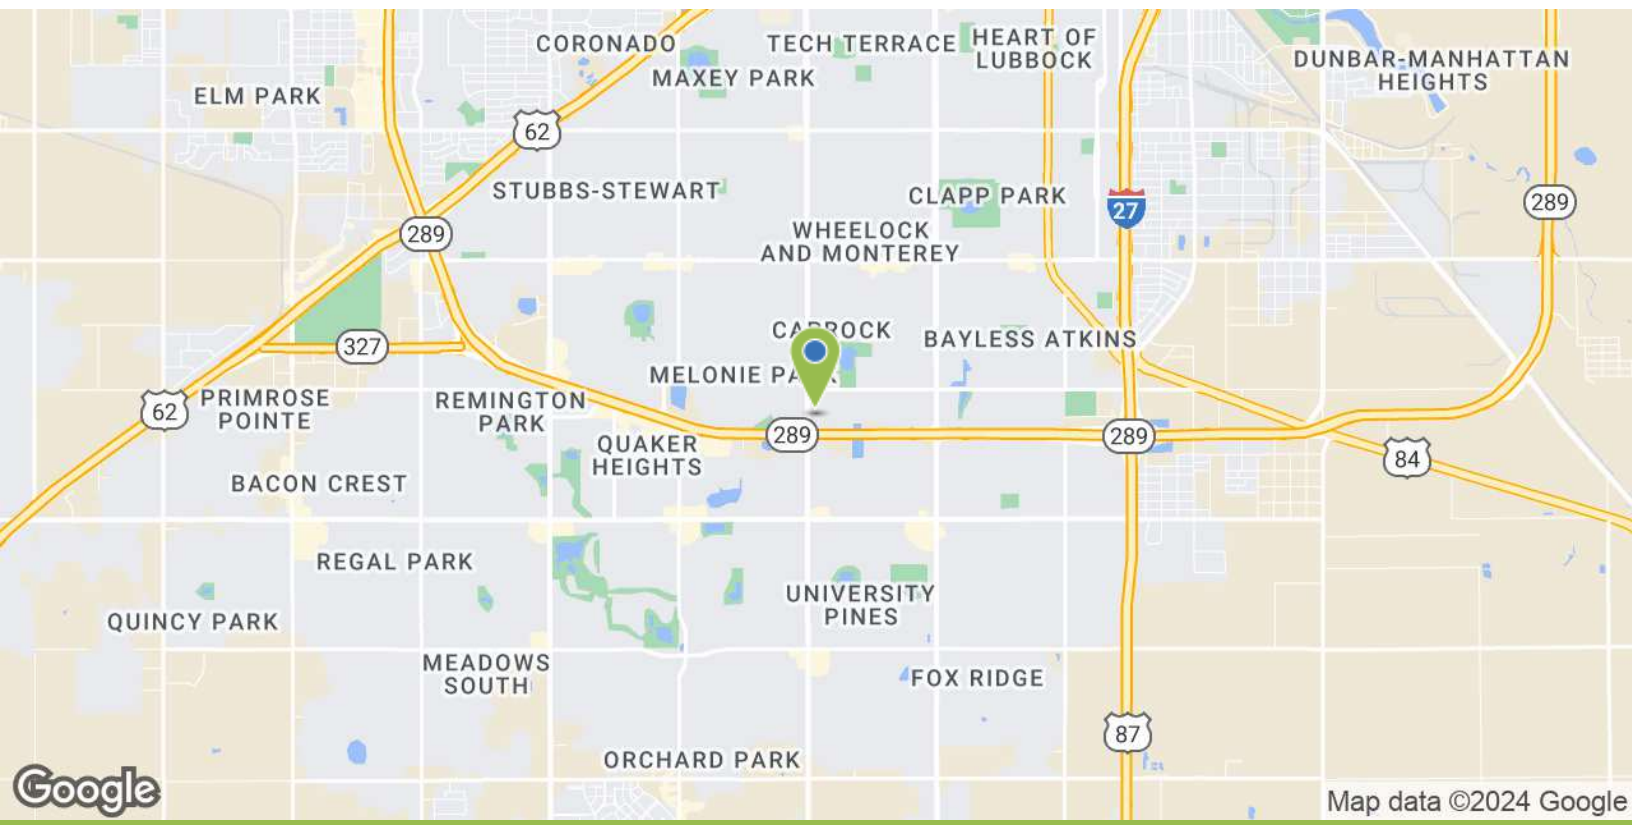 CORONADO
TECH TERRACE
HEART OF
LUBBOCK
MAXEY PARK
DUNBAR-MANHATTAN
HEIGHTS
ELM PARK
62
STUBBS-STEWART
CLAPP PARK
27
289
289
WHEELOCK
AND MONTEREY
CAPROCK
BAYLESS ATKINS
327
MELONIE PARK
62
PRIMROSE
POINTE
REMINGTON
PARK
289
289
QUAKER
HEIGHTS
84
BACON CREST
REGAL PARK
UNIVERSITY
PINES
QUINCY PARK
MEADOWS
SOUTH
FOX RIDGE
87
ORCHARD PARK
Google
Map data ©2024 Google